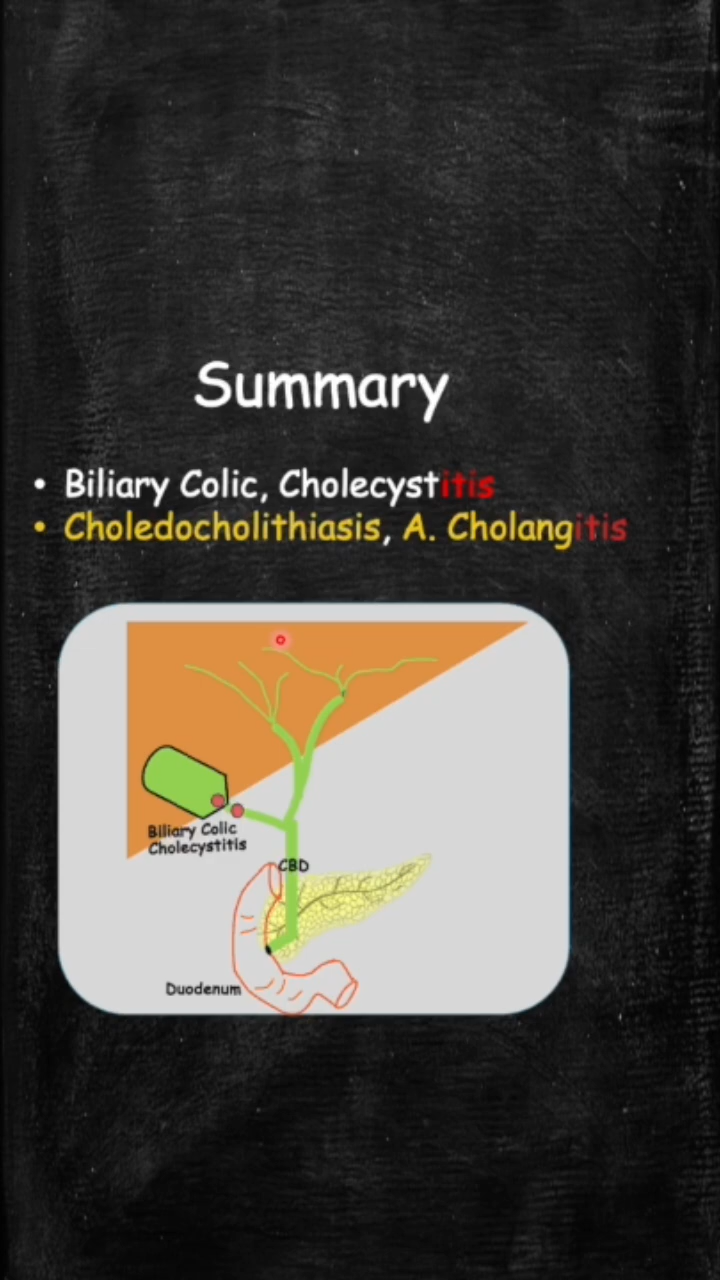 Summary
• Biliary Colic, Cholecystitis
• Choledocholithiasis, A. Cholangitis
Biliary Colic
Cholecystitis
CBD
Duodenum